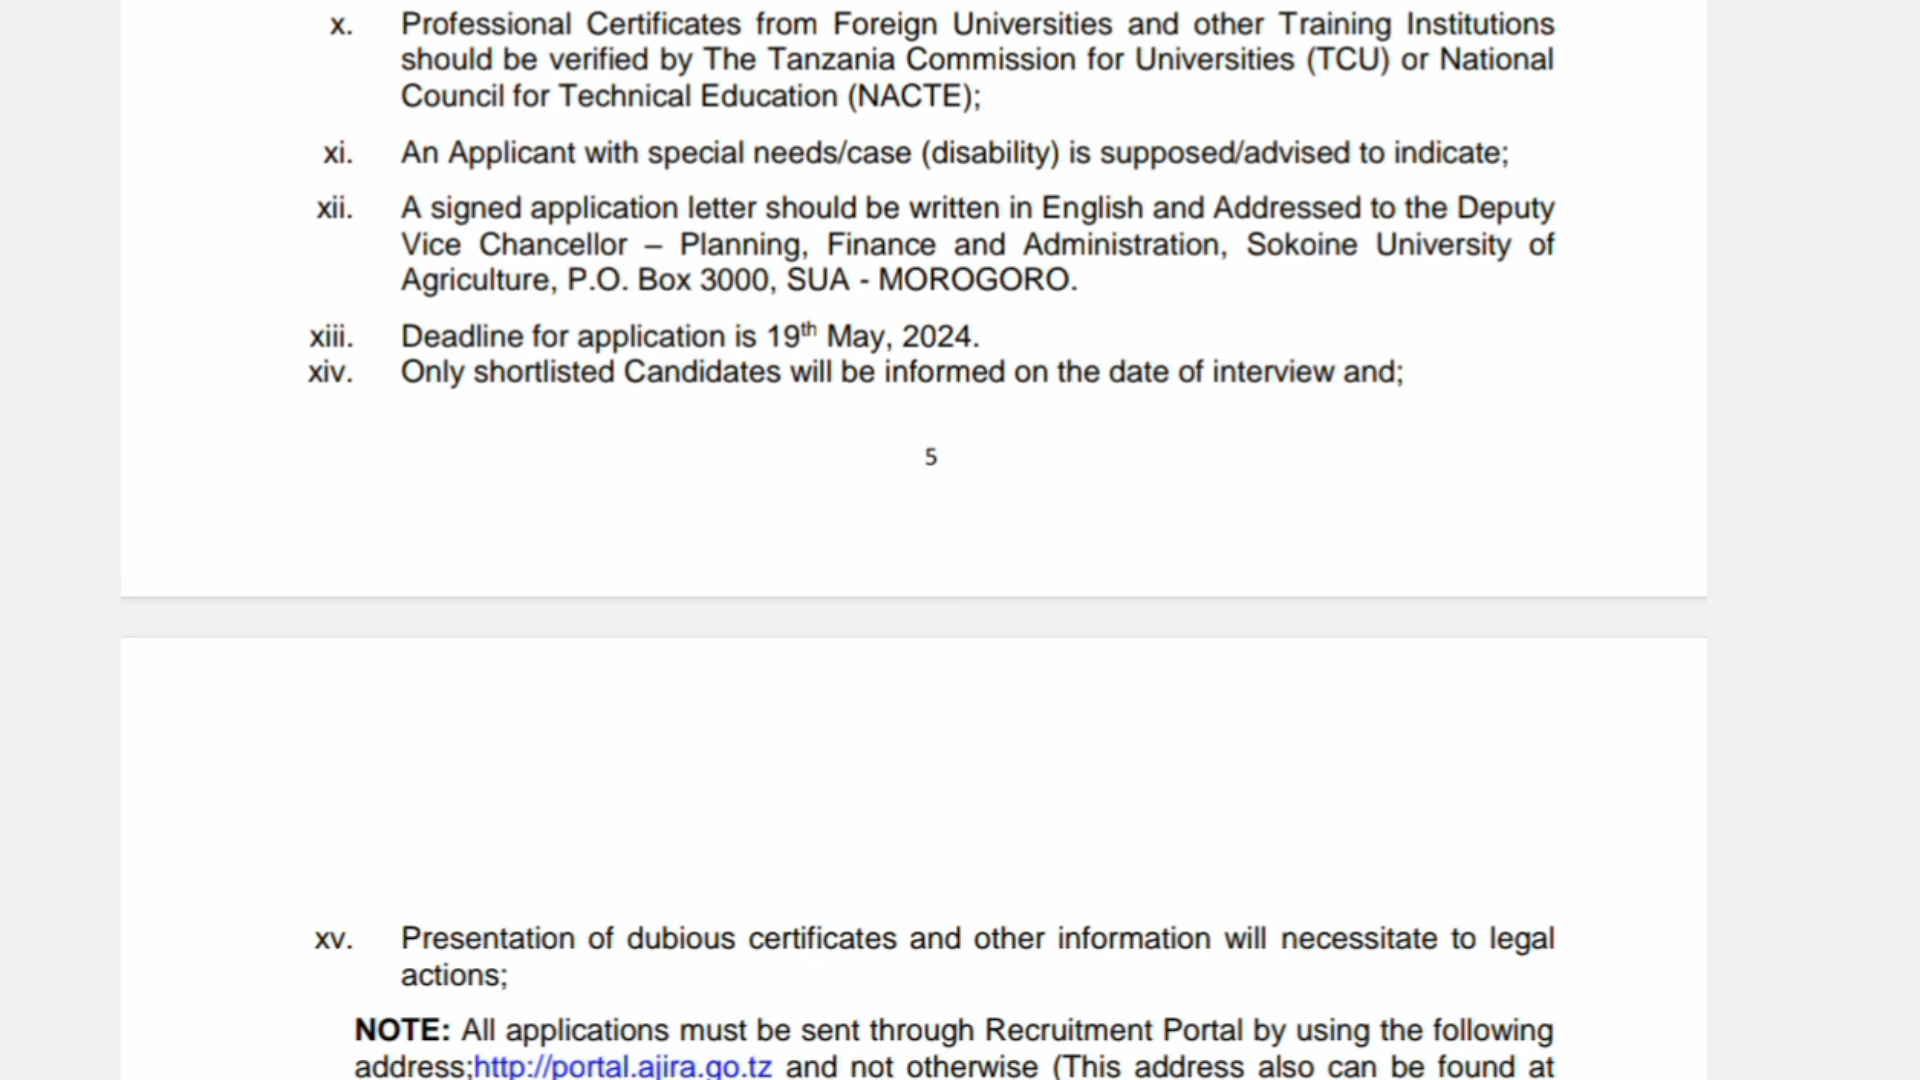 x. Professional Certificates from Foreign Universities and other Training Institutions
should be verified by The Tanzania Commission for Universities (TCU) or National
Council for Technical Education (NACTE);
xi. An Applicant with special needs/case (disability) is supposed/advised to indicate;
xii. A signed application letter should be written in English and Addressed to the Deputy
Vice Chancellor – Planning, Finance and Administration, Sokoine University of
Agriculture, P.O. Box 3000, SUA - MOROGORO.
xiii. Deadline for application is 19th May, 2024.
xiv. Only shortlisted Candidates will be informed on the date of interview and;
5
xv. Presentation of dubious certificates and other information will necessitate to legal
actions;
NOTE: All applications must be sent through Recruitment Portal by using the following
address;http://portal.ajira.go.tz and not otherwise (This address also can be found at